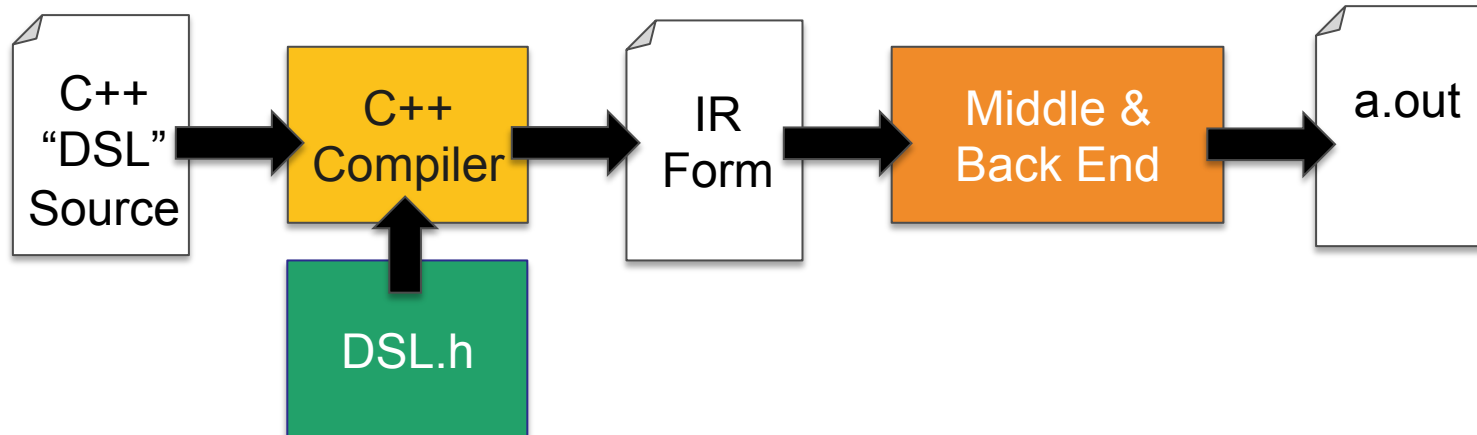 C++
“DSL”
Source
C++
Compiler
IR
Form
Middle &
Back End
a.out
DSL.h